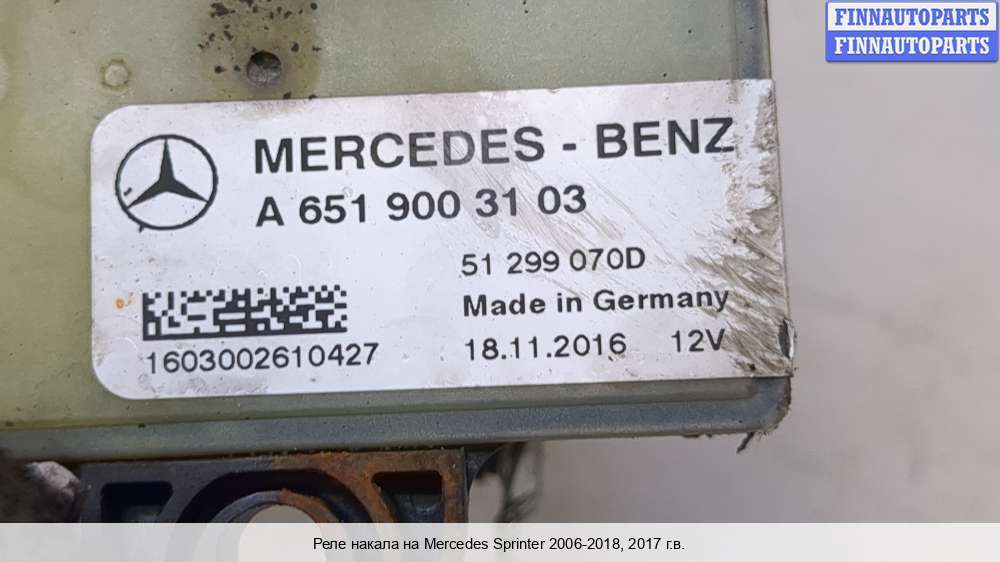 FINNAUTOPARTS
FINNAUTOPARTS
MERCEDES - BENZ
A 651 900 31 03
51 299 070D
Made in Germany
1603002610427
18.11.2016 12V
Реле накала на Mercedes Sprinter 2006-2018, 2017 г.в.